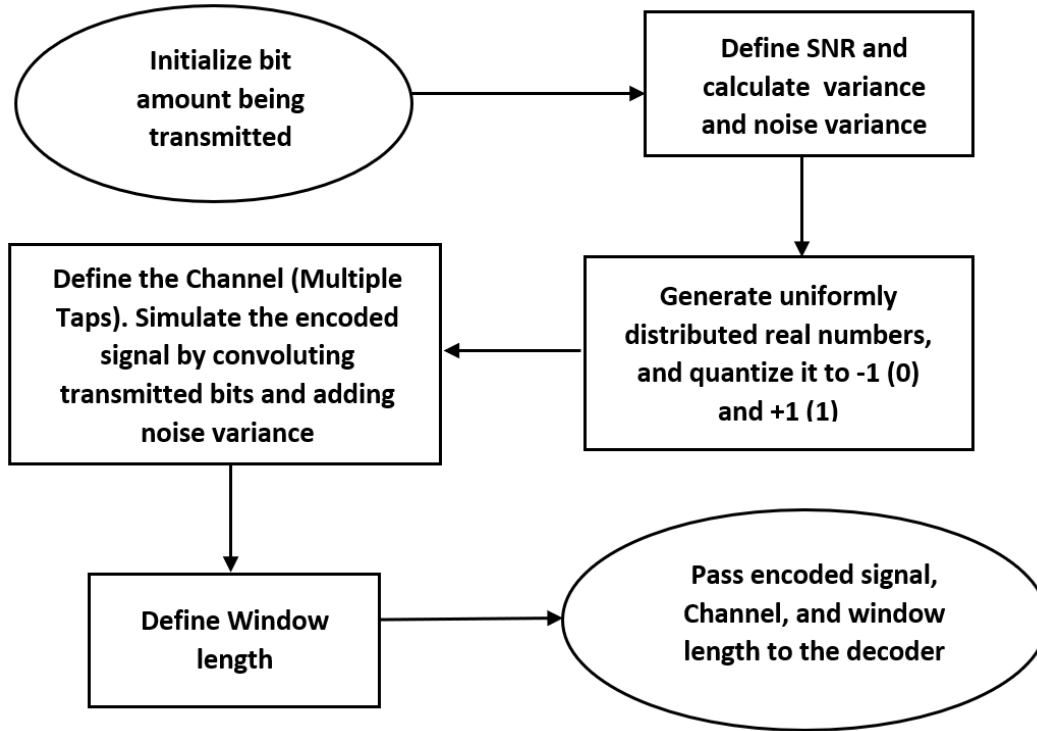 Initialize bit
amount being
transmitted
Define SNR and
calculate variance
and noise variance
Generate uniformly
distributed real numbers,
and quantize it to -1 (0)
and +1 (1)
Define the Channel (Multiple
Taps). Simulate the encoded
signal by convoluting
transmitted bits and adding
noise variance
Define Window
length
Pass encoded signal,
Channel, and window
length to the decoder